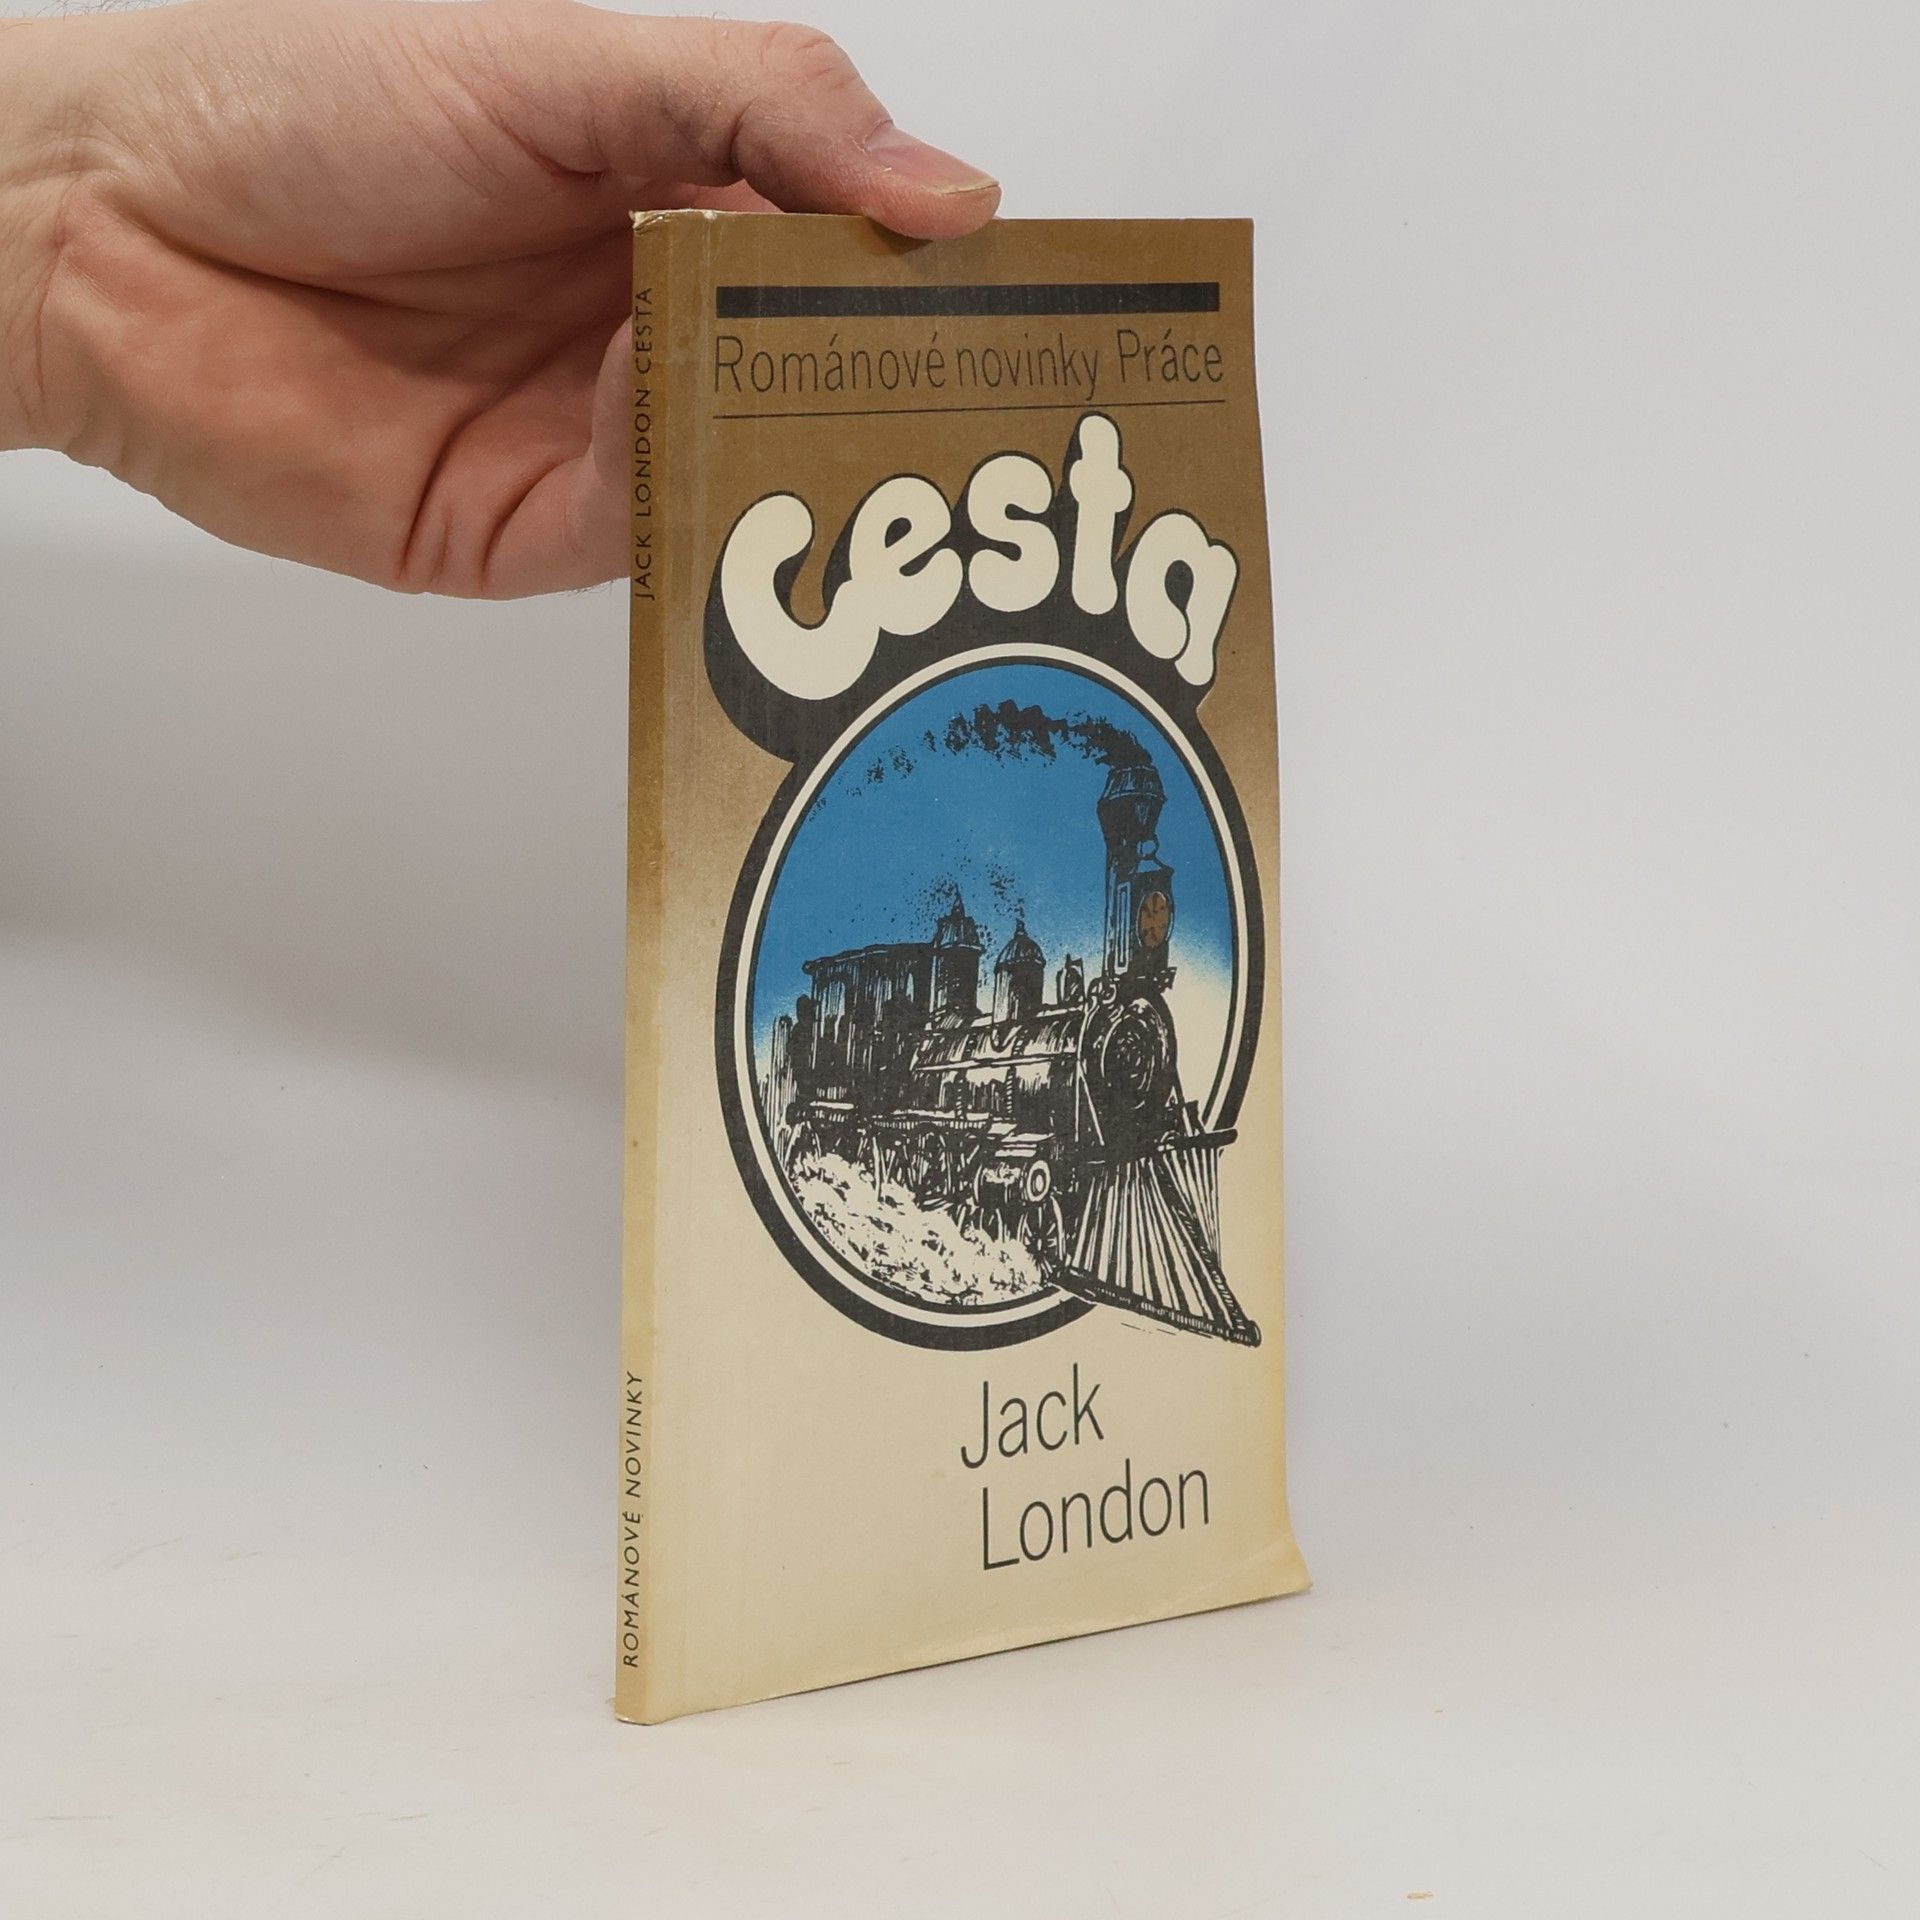 Románové novinky Práce
Cesta
Jack
London
JACK LONDON CESTA
ROMÁNOVÉ NOVINKY